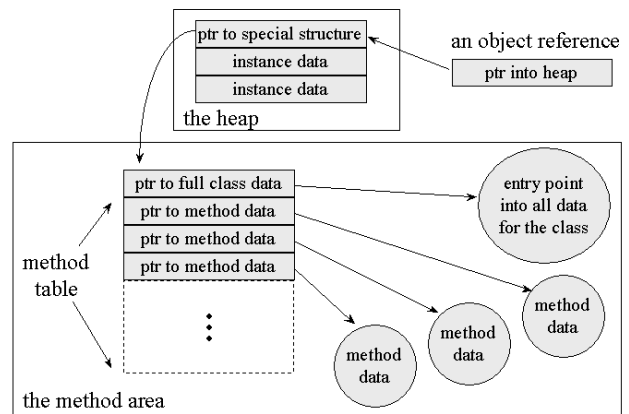 ptr to special structure
instance data
instance data
the heap
an object reference
ptr into heap
ptr to full class data
ptr to method data
ptr to method data
ptr to method data
method
table
entry point
into all data
for the class
method
data
method
data
method
data
the method area